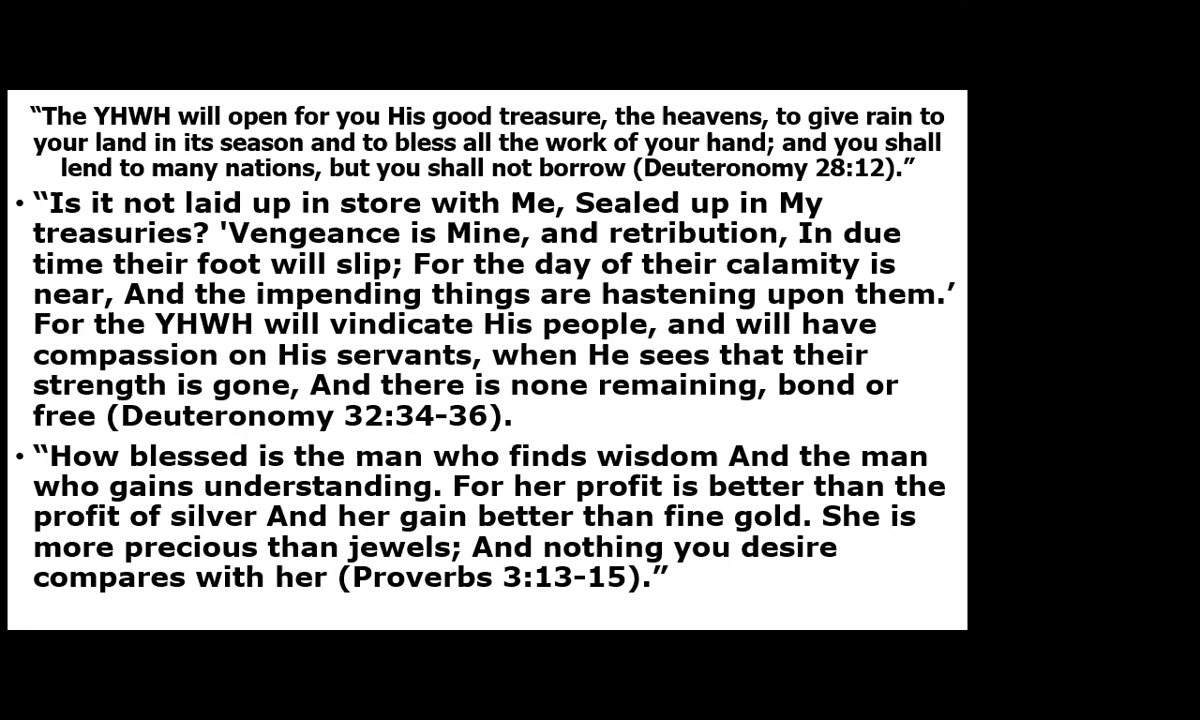 “The YHWH will open for you His good treasure, the heavens, to give rain to
your land in its season and to bless all the work of your hand; and you shall
lend to many nations, but you shall not borrow (Deuteronomy 28:12).”
• “Is it not laid up in store with Me, Sealed up in My
treasuries? 'Vengeance is Mine, and retribution, In due
time their foot will slip; For the day of their calamity is
near, And the impending things are hastening upon them.’
For the YHWH will vindicate His people, and will have
compassion on His servants, when He sees that their
strength is gone, And there is none remaining, bond or
free (Deuteronomy 32:34-36).
• “How blessed is the man who finds wisdom And the man
who gains understanding. For her profit is better than the
profit of silver And her gain better than fine gold. She is
more precious than jewels; And nothing you desire
compares with her (Proverbs 3:13-15).”